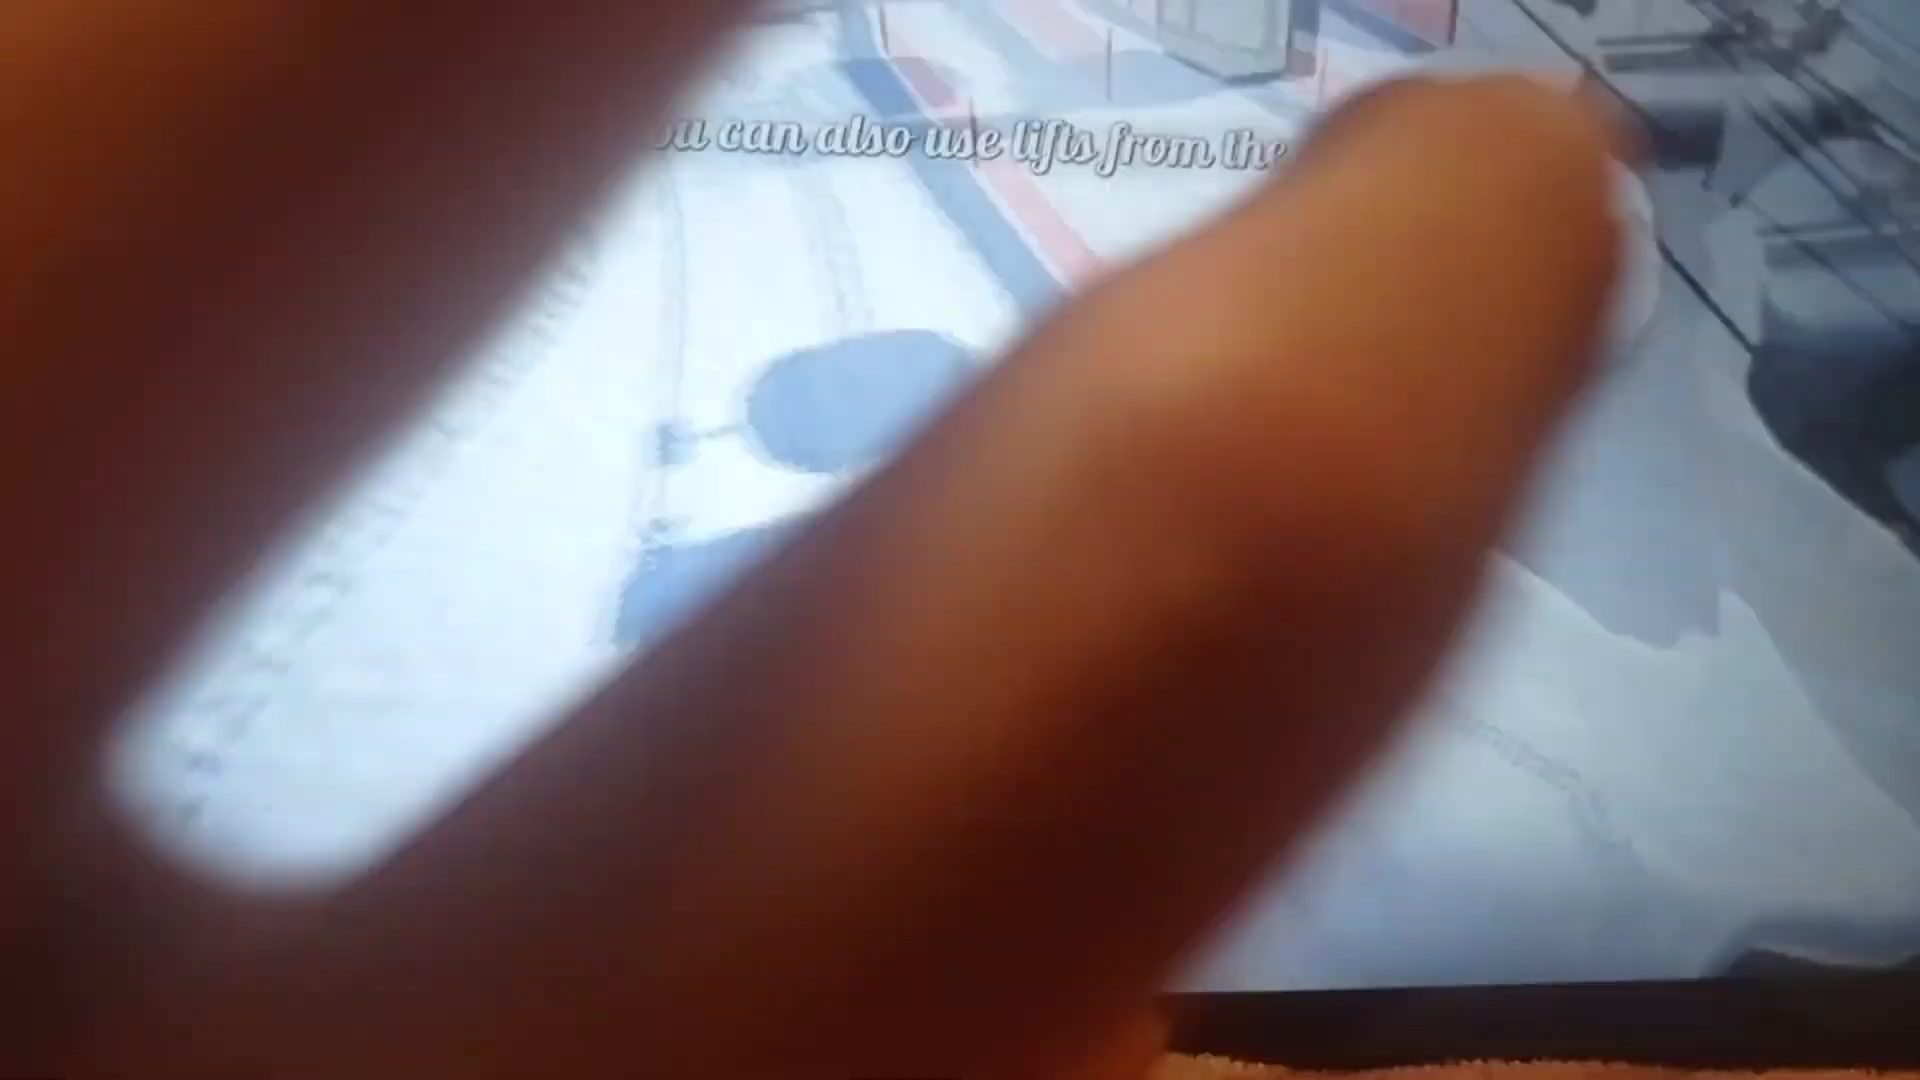 can also use lifts from the